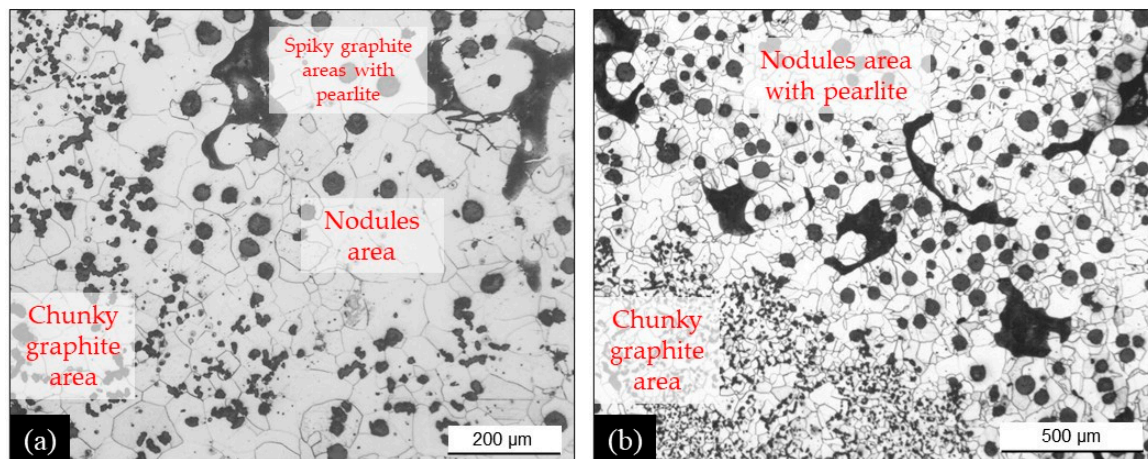 Spiky graphite
areas with
pearlite
Nodules
area
Chunky
graphite
area
(a)
200 µm
Nodules area
with pearlite
Chunky
graphite
area
(b)
500 µm